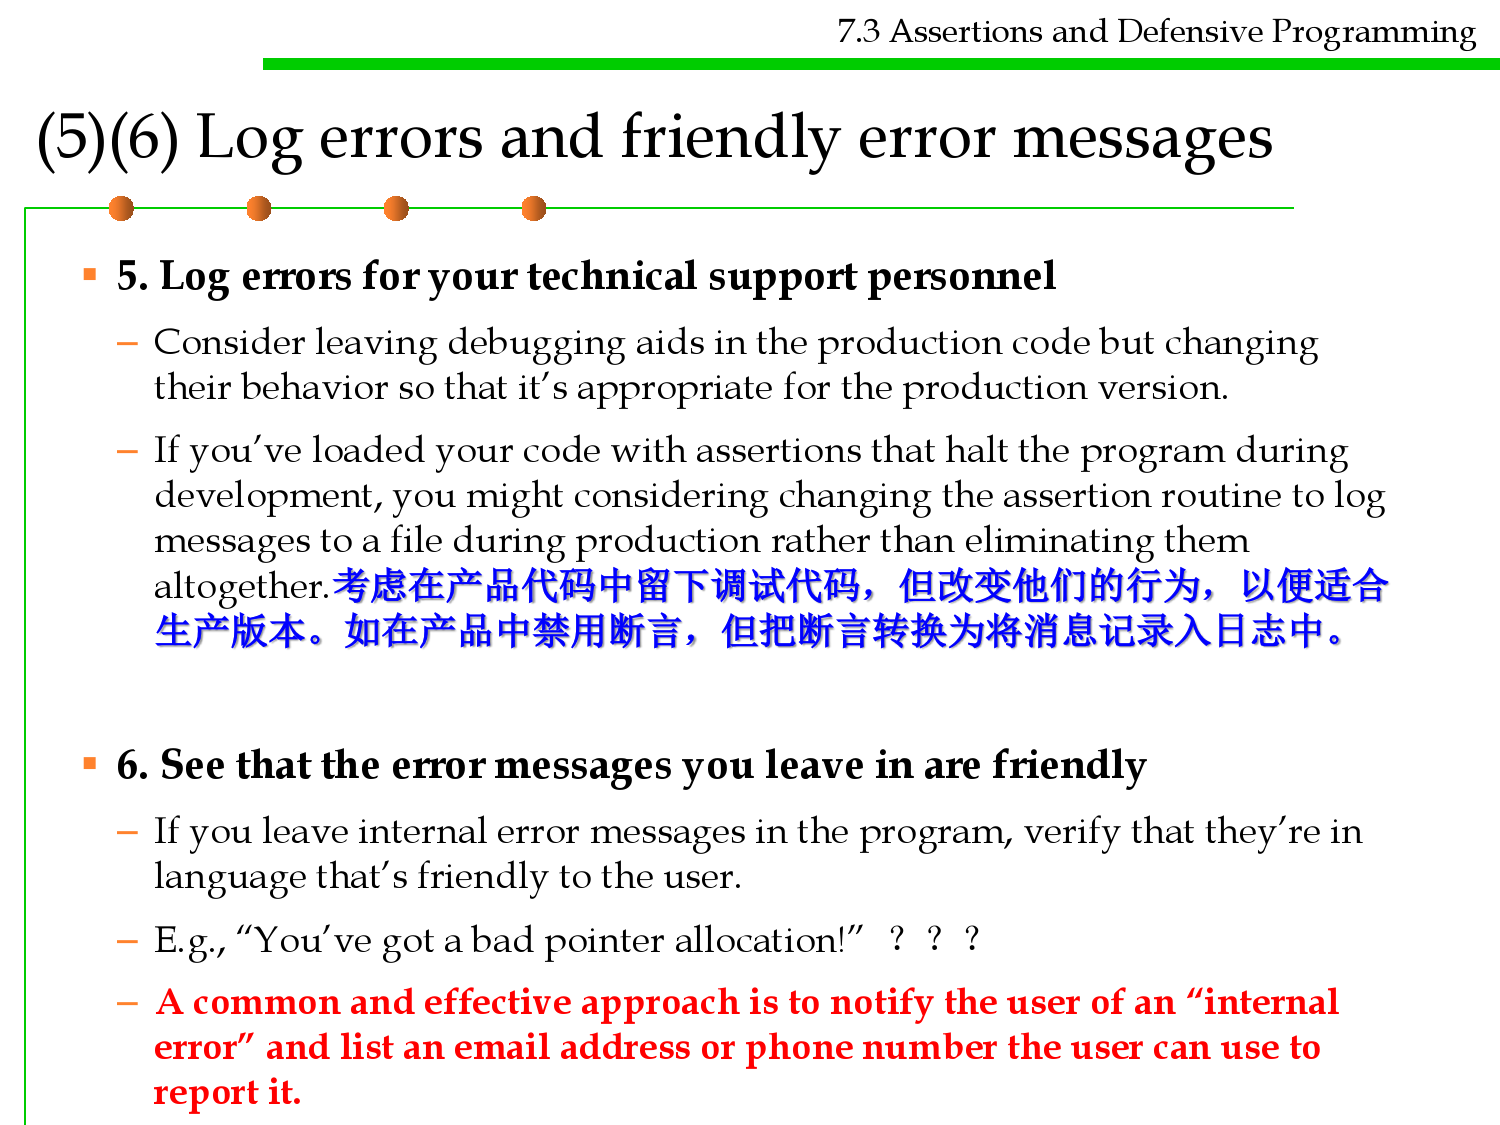 7.3 Assertions and Defensive Programming
(5)(6) Log errors and friendly error messages
▪ 5. Log errors for your technical support personnel
– Consider leaving debugging aids in the production code but changing
their behavior so that it’s appropriate for the production version.
– If you’ve loaded your code with assertions that halt the program during
development, you might considering changing the assertion routine to log
messages to a file during production rather than eliminating them
altogether.考虑在产品代码中留下调试代码，但改变他们的行为，以便适合
生产版本。如在产品中禁用断言，但把断言转换为将消息记录入日志中。
▪ 6. See that the error messages you leave in are friendly
– If you leave internal error messages in the program, verify that they’re in
language that’s friendly to the user.
– E.g., “You’ve got a bad pointer allocation!” ？？？
– A common and effective approach is to notify the user of an “internal
error” and list an email address or phone number the user can use to
report it.